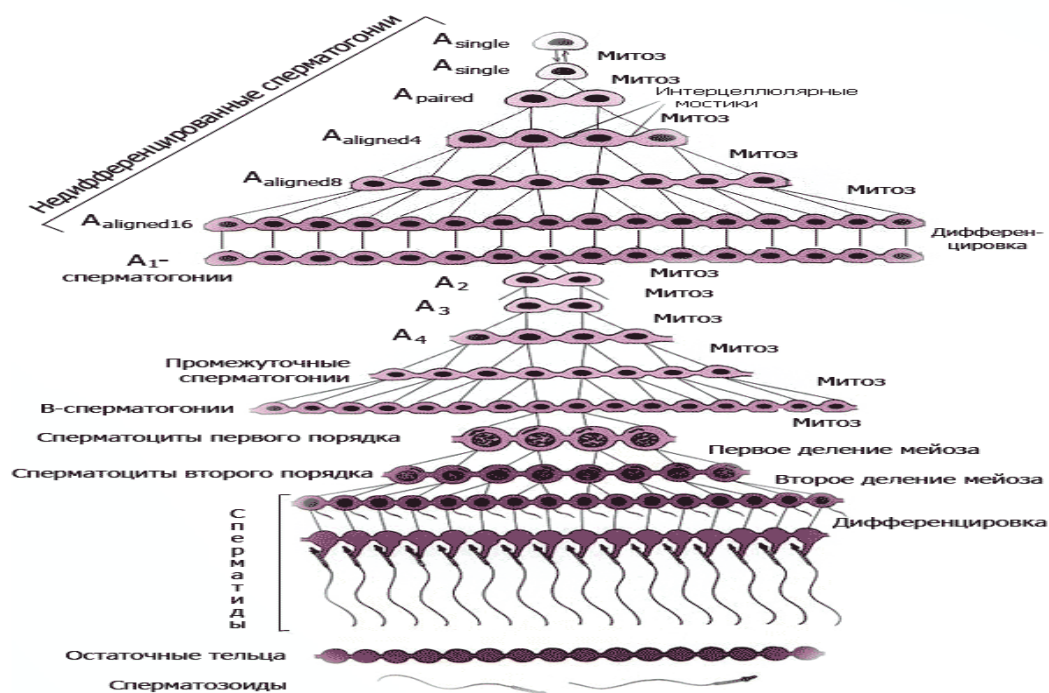 Недифференцированные сперматогонии
A single
Митоз
A single
Митоз
A paired
Интерцеллюлярные
мостики
Митоз
A aligned4
Митоз
A aligned8
Митоз
A aligned16
Дифферен-
цировка
A1-
сперматогонии
Митоз
A2
Митоз
A3
Митоз
A4
Митоз
Промежуточные
сперматогонии
Митоз
В-сперматогонии
Митоз
Сперматоциты первого порядка
Первое деление мейоза
Сперматоциты второго порядка
Второе деление мейоза
Сперматиды
Дифференцировка
Остаточные тельца
Сперматозоиды